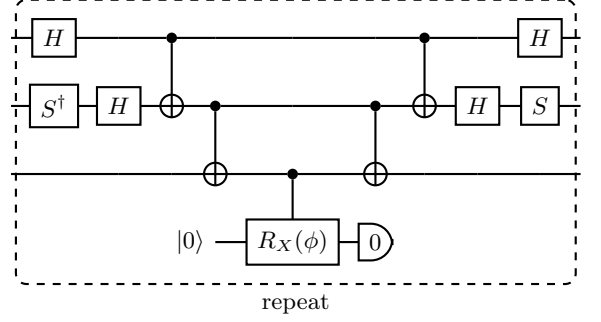 H H
S† H H S
|0⟩ R_X(ϕ) 0
repeat